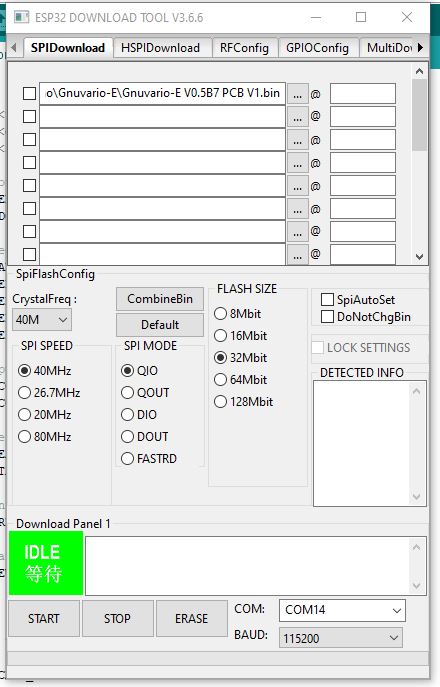 ESP32 DOWNLOAD TOOL V3.6.6
SPIDownload HSPIDownload RFConfig GPIOConfig MultiDow
o\Gnuvario-E\Gnuvario-E V0.5B7 PCB V1.bin ... @
... @
... @
... @
... @
... @
... @
... @
SpiFlashConfig
CrystalFreq :
40M
CombineBin
Default
SPI SPEED
40MHz
26.7MHz
20MHz
80MHz
SPI MODE
QIO
QOUT
DIO
DOUT
FASTRD
FLASH SIZE
8Mbit
16Mbit
32Mbit
64Mbit
128Mbit
SpiAutoSet
DoNotChgBin
LOCK SETTINGS
DETECTED INFO
Download Panel 1
IDLE
等待
START STOP ERASE
COM: COM14
BAUD: 115200